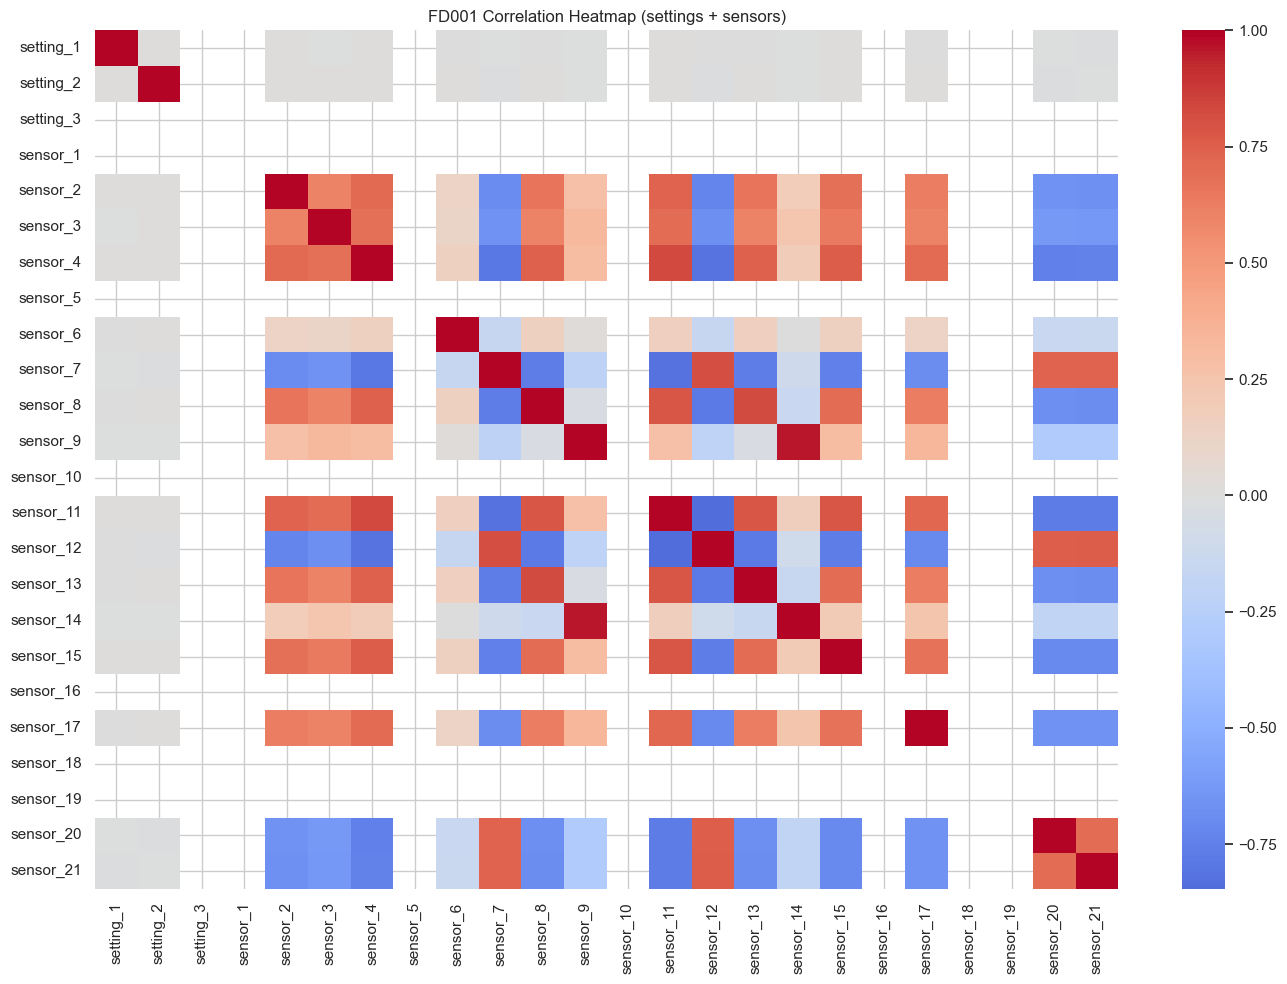 FD001 Correlation Heatmap (settings + sensors)
setting_1
setting_2
setting_3
sensor_1
sensor_2
sensor_3
sensor_4
sensor_5
sensor_6
sensor_7
sensor_8
sensor_9
sensor_10
sensor_11
sensor_12
sensor_13
sensor_14
sensor_15
sensor_16
sensor_17
sensor_18
sensor_19
sensor_20
sensor_21
setting_1
setting_2
setting_3
sensor_1
sensor_2
sensor_3
sensor_4
sensor_5
sensor_6
sensor_7
sensor_8
sensor_9
sensor_10
sensor_11
sensor_12
sensor_13
sensor_14
sensor_15
sensor_16
sensor_17
sensor_18
sensor_19
sensor_20
sensor_21
1.00
0.75
0.50
0.25
0.00
−0.25
−0.50
−0.75